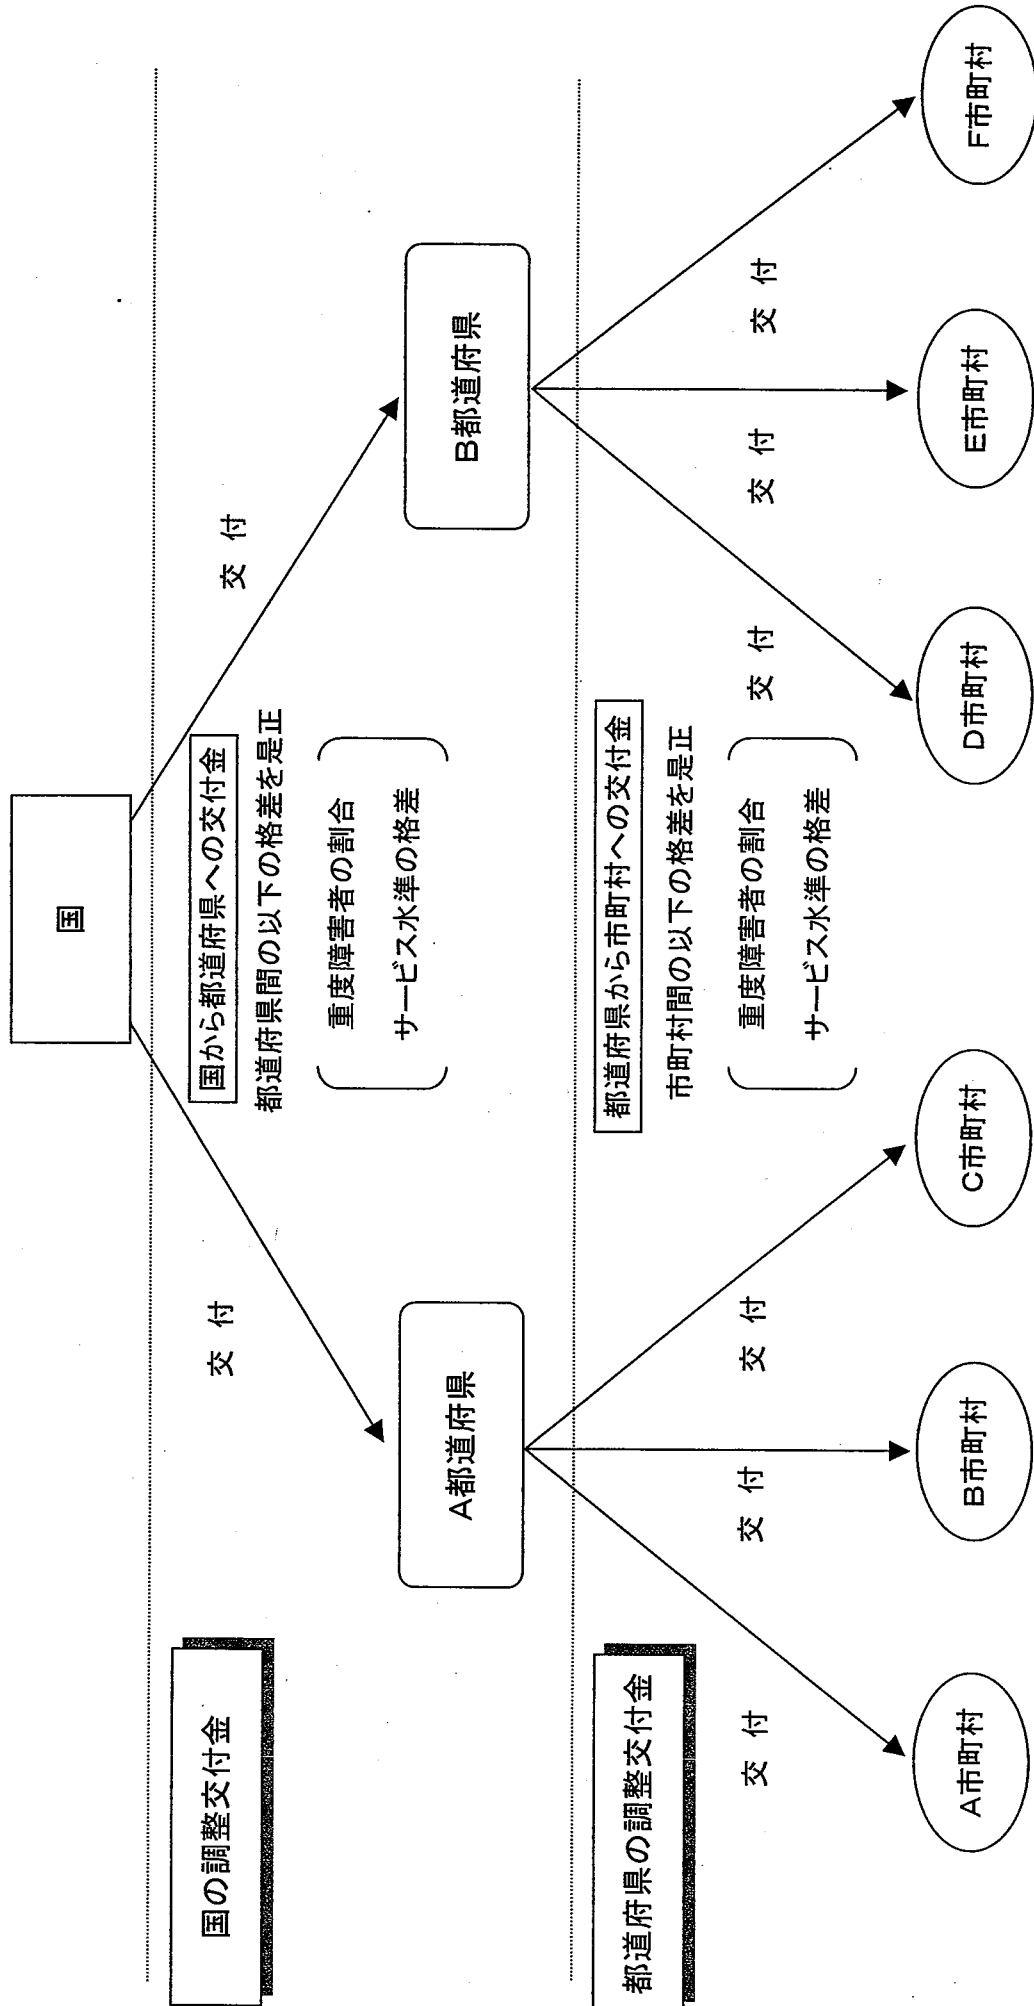 国
国の調整交付金
交 付
国から都道府県への交付金
都道府県間の以下の格差を是正
重度障害者の割合
サービス水準の格差
交 付
A都道府県
B都道府県
都道府県の調整交付金
都道府県から市町村への交付金
市町村間の以下の格差を是正
重度障害者の割合
サービス水準の格差
交 付
交 付
交 付
交 付
交 付
交 付
A市町村
B市町村
C市町村
D市町村
E市町村
F市町村